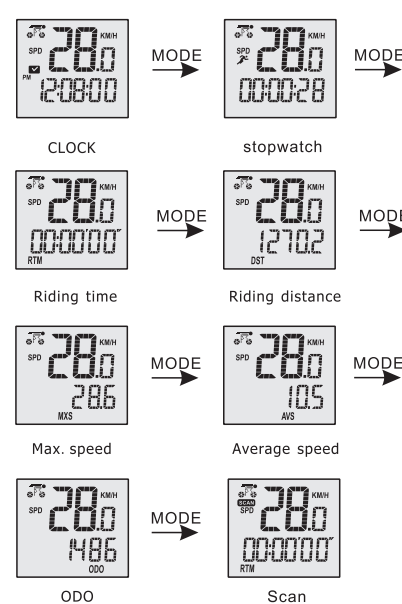 SPD 28.0 KM/H
PM 12:08:00
MODE
CLOCK
SPD 28.0 KM/H
00:00:28
MODE
stopwatch
SPD 28.0 KM/H
00:00'00"
RTM
MODE
Riding time
SPD 28.0 KM/H
1270.2
DST
MODE
Riding distance
SPD 28.0 KM/H
28.6
MXS
MODE
Max. speed
SPD 28.0 KM/H
10.5
AVS
MODE
Average speed
SPD 28.0 KM/H
1486
ODO
MODE
ODO
SCAN
SPD 28.0 KM/H
00:00'00"
RTM
Scan